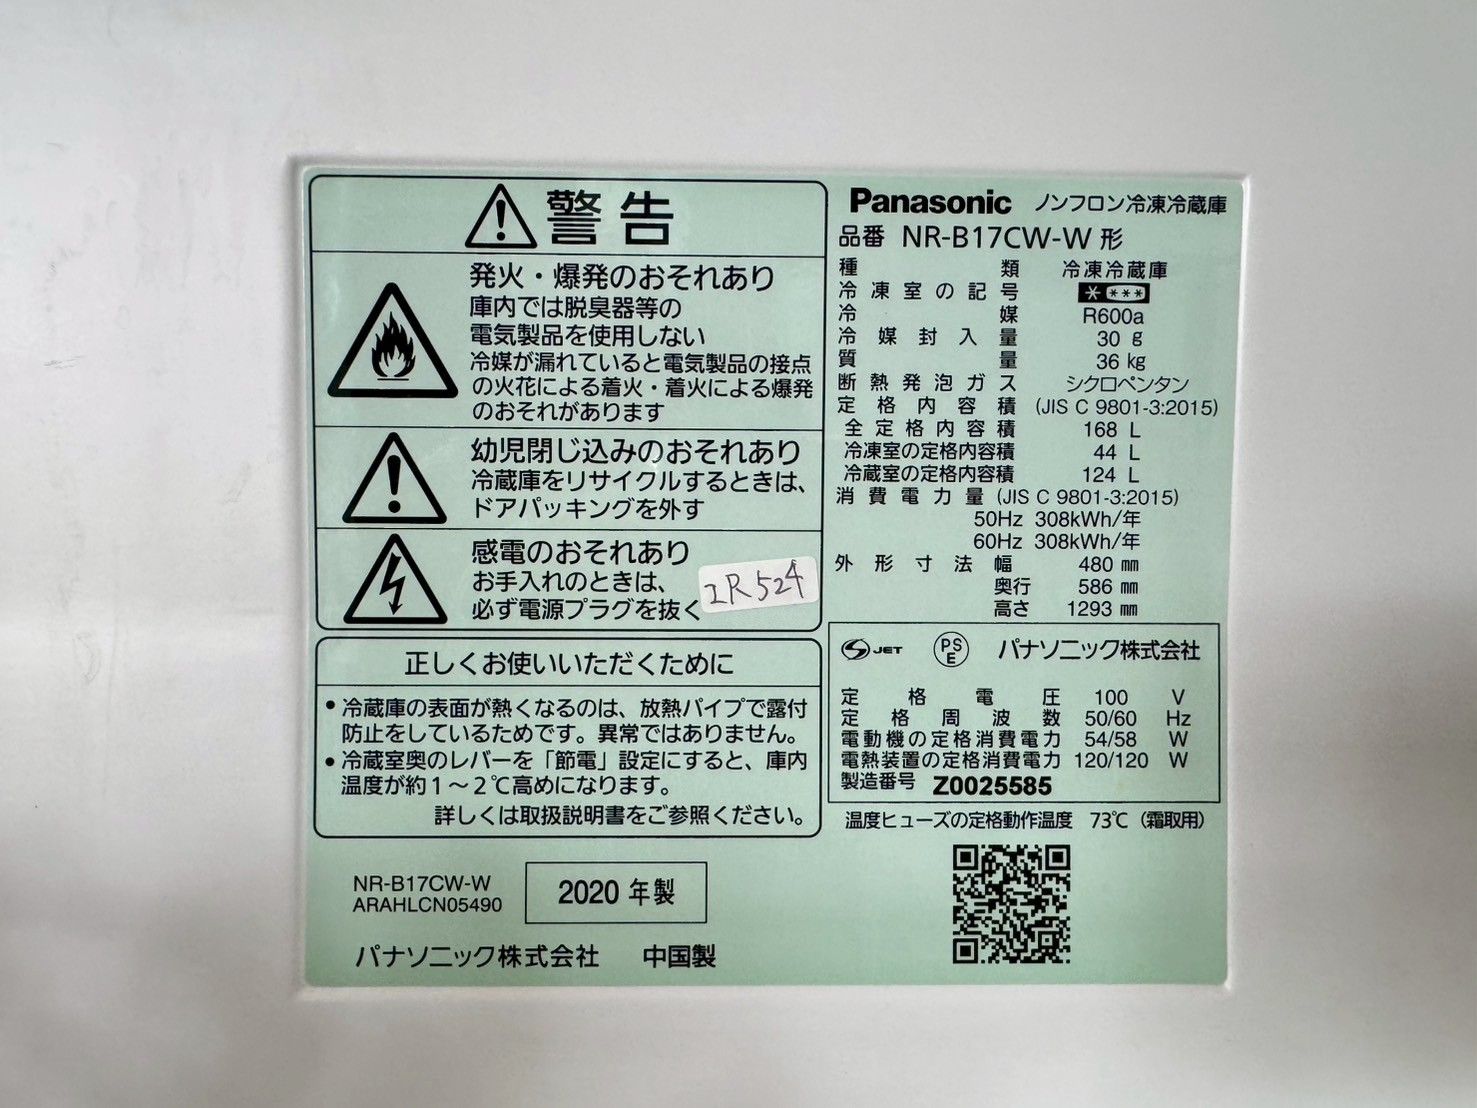 警告
発火・爆発のおそれあり
庫内では脱臭器等の
電気製品を使用しない
冷媒が漏れていると電気製品の接点
の火花による着火・着火による爆発
のおそれがあります
幼児閉じ込みのおそれあり
冷蔵庫をリサイクルするときは、
ドアパッキングを外す
感電のおそれあり
お手入れのときは、
必ず電源プラグを抜く
IR524
正しくお使いいただくために
・冷蔵庫の表面が熱くなるのは、放熱パイプで露付
防止をしているためです。異常ではありません。
・冷蔵室奥のレバーを「節電」設定にすると、庫内
温度が約1~2℃高めになります。
詳しくは取扱説明書をご参照ください。
NR-B17CW-W
ARAHLCN05490
2020 年製
パナソニック株式会社 中国製
Panasonic ノンフロン冷凍冷蔵庫
品番 NR-B17CW-W 形
種類 冷凍冷蔵庫
冷凍室の記号 * ***
冷媒 R600a
冷媒封入量 30 g
質量 36 kg
断熱発泡ガス シクロペンタン
定格内容積 (JIS C 9801-3:2015)
全定格内容積 168 L
冷凍室の定格内容積 44 L
冷蔵室の定格内容積 124 L
消費電力量 (JIS C 9801-3:2015)
50Hz 308kWh/年
60Hz 308kWh/年
外形寸法 幅 480 mm
奥行 586 mm
高さ 1293 mm
S JET PSE パナソニック株式会社
定格電圧 100 V
定格周波数 50/60 Hz
電動機の定格消費電力 54/58 W
電熱装置の定格消費電力 120/120 W
製造番号 Z0025585
温度ヒューズの定格動作温度 73℃ (霜取用)